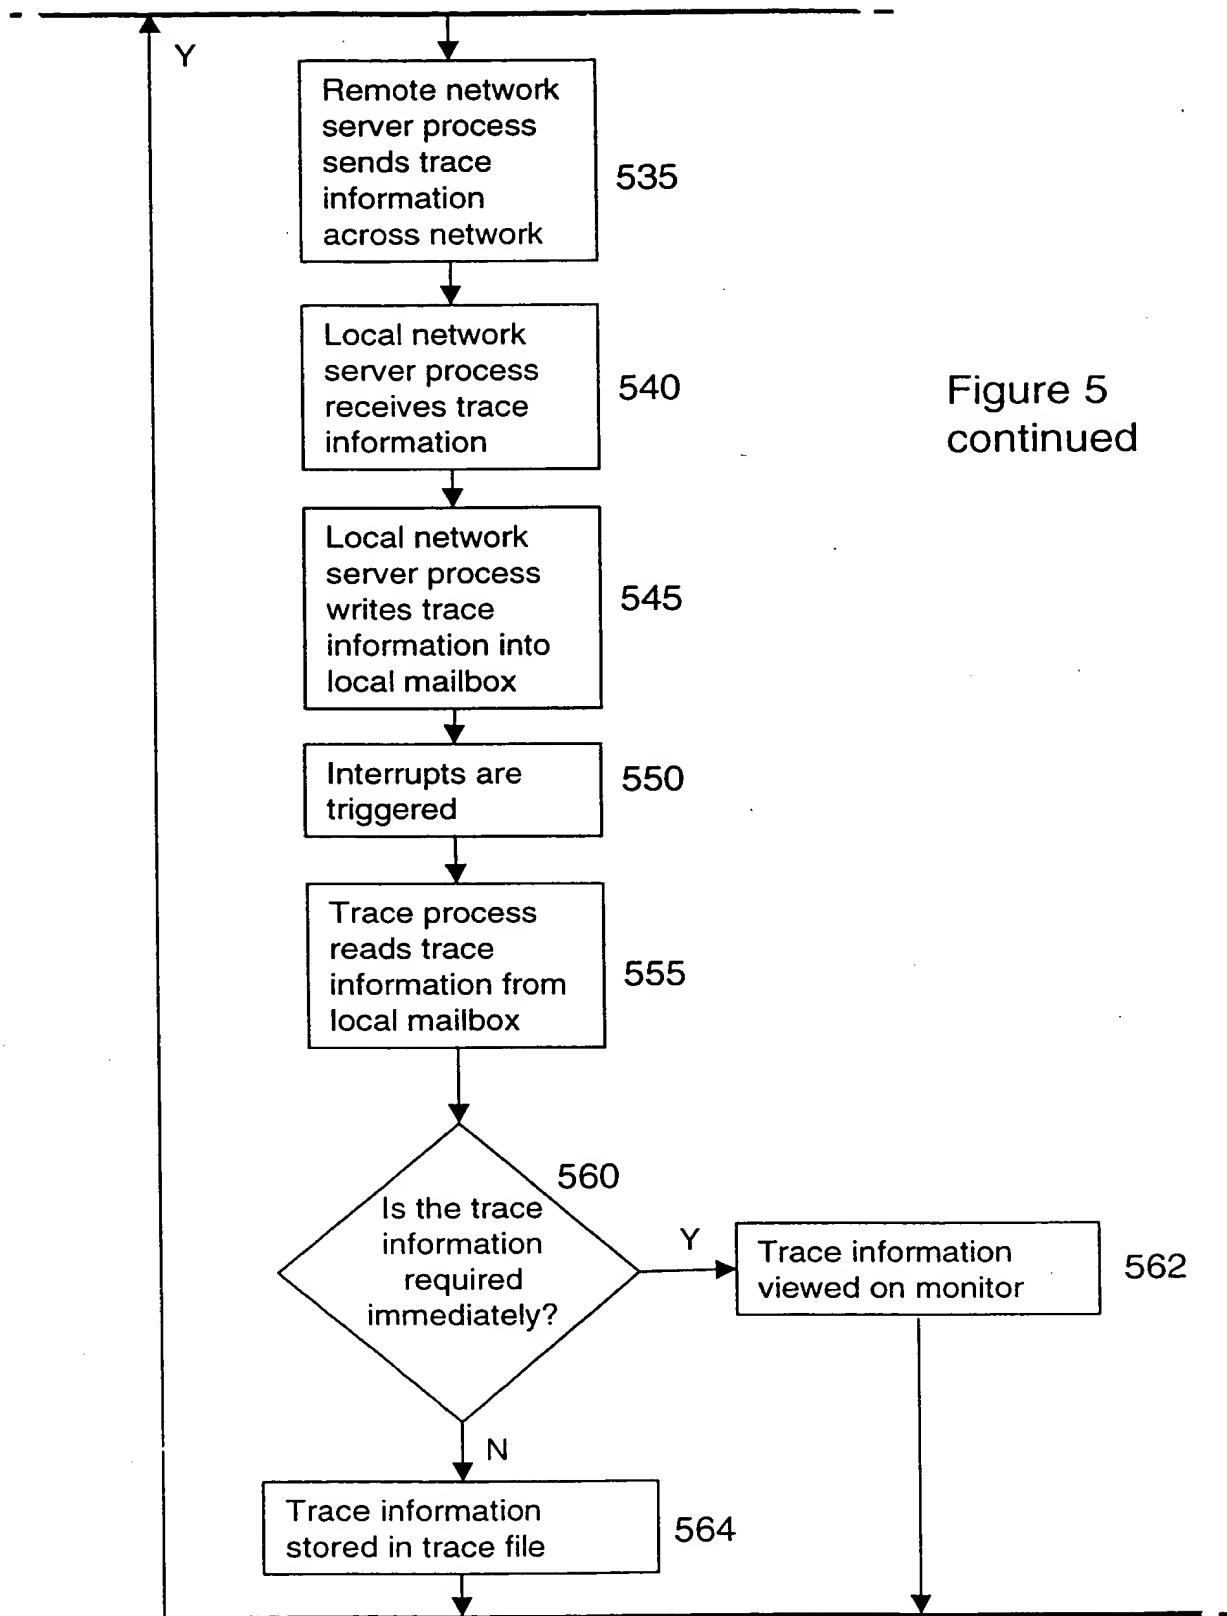 Y
Remote network
server process
sends trace
information
across network
535
Local network
server process
receives trace
information
540
Figure 5
continued
Local network
server process
writes trace
information into
local mailbox
545
Interrupts are
triggered
550
Trace process
reads trace
information from
local mailbox
555
560
Is the trace
information
required
immediately?
Y
Trace information
viewed on monitor
562
N
Trace information
stored in trace file
564